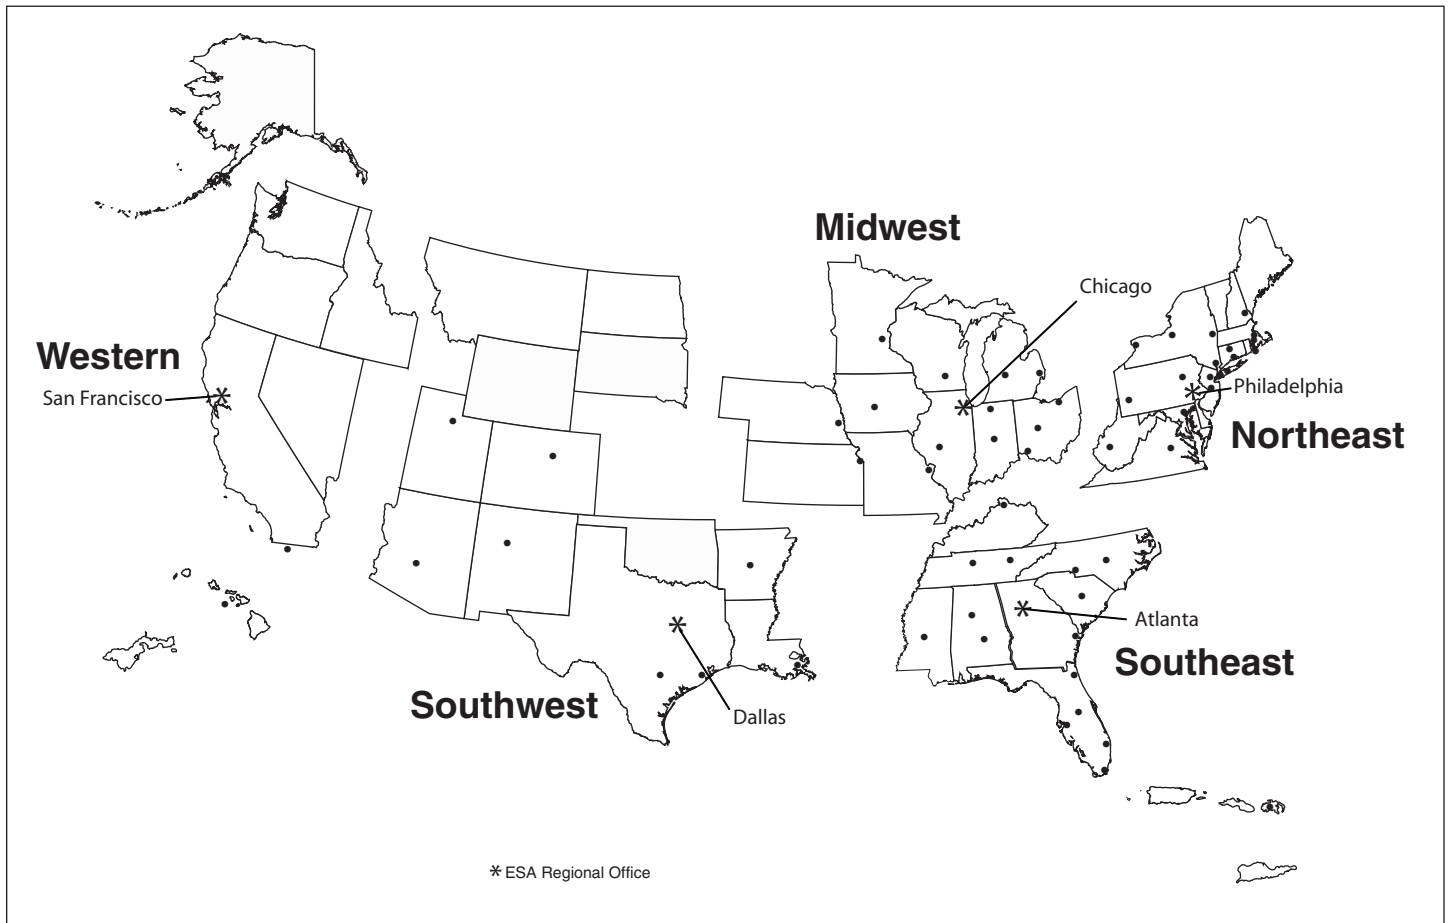 Midwest
Chicago
Western
San Francisco
Philadelphia
Northeast
Atlanta
Southeast
Southwest
Dallas
* ESA Regional Office